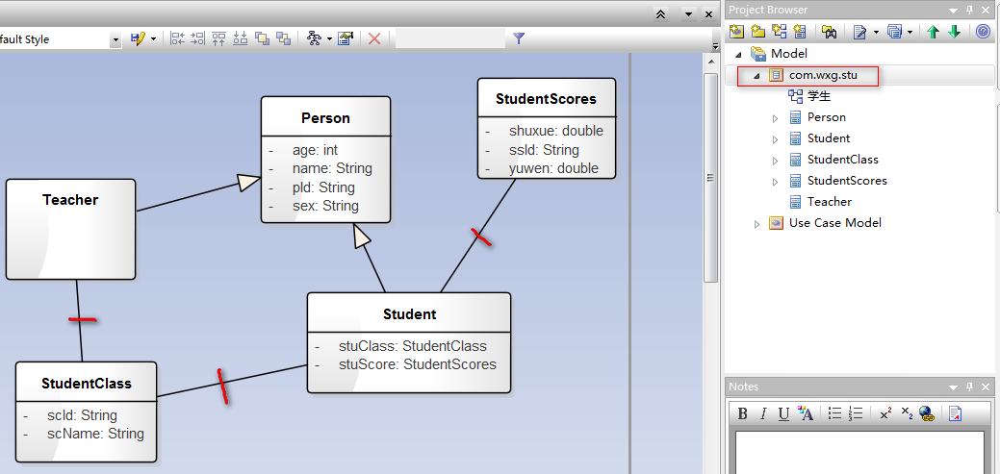 fault Style
Project Browser
Model
com.wxg.stu
学生
Person
Student
StudentClass
StudentScores
Teacher
Use Case Model
Notes
B I U A x² x₂
Person
- age: int
- name: String
- pId: String
- sex: String
StudentScores
- shuxue: double
- ssId: String
- yuwen: double
Teacher
Student
- stuClass: StudentClass
- stuScore: StudentScores
StudentClass
- scId: String
- scName: String